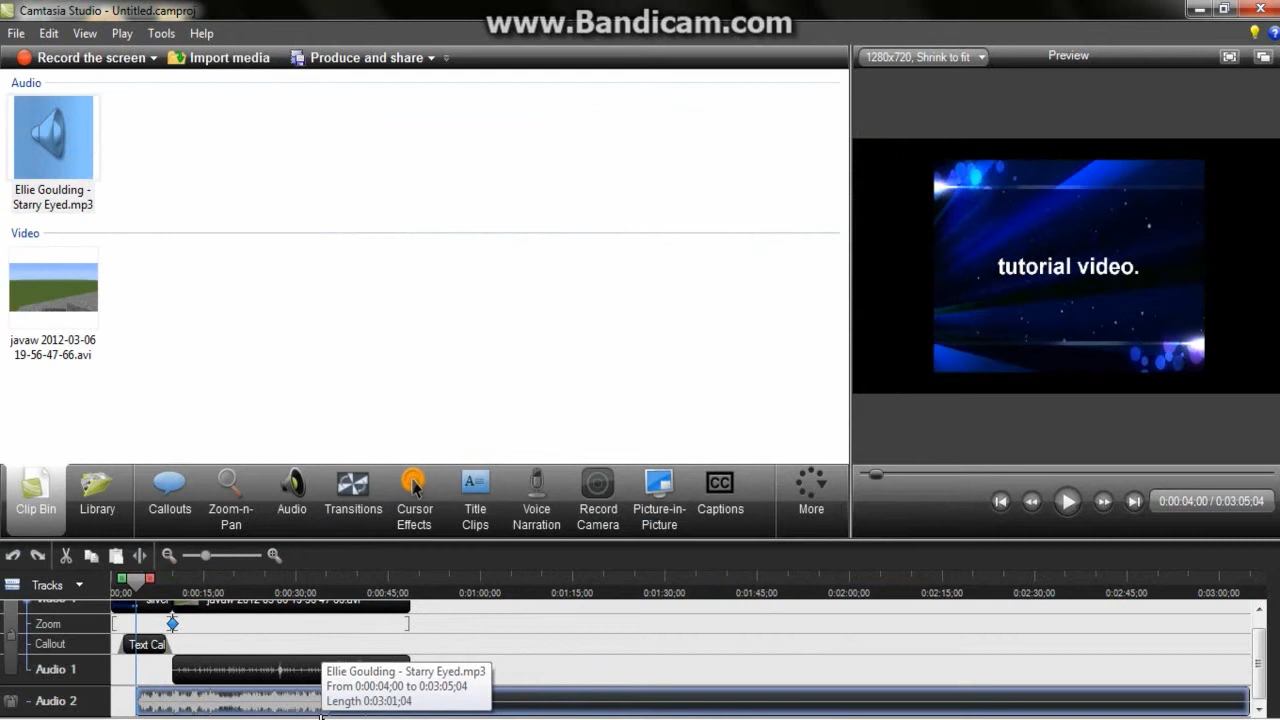 Camtasia Studio - Untitled.camproj
www.Bandicam.com
File Edit View Play Tools Help
Record the screen Import media Produce and share
1280x720, Shrink to fit
Preview
Audio
Ellie Goulding -
Starry Eyed.mp3
Video
javaw 2012-03-06
19-56-47-66.avi
tutorial video.
Clip Bin
Library
Callouts
Zoom-n-
Pan
Audio
Transitions
Cursor
Effects
Title
Clips
Voice
Narration
Record
Camera
Picture-in-
Picture
CC
Captions
More
0:00:04;00 / 0:03:05;04
Tracks
00;00 0:00:15;00 0:00:30;00 0:00:45;00 0:01:00;00 0:01:15;00 0:01:30;00 0:01:45;00 0:02:00;00 0:02:15;00 0:02:30;00 0:02:45;00 0:03:00;00
Zoom
Callout
Text Cal
Audio 1
Ellie Goulding - Starry Eyed.mp3
From 0:00:04;00 to 0:03:05;04
Length 0:03:01;04
Audio 2